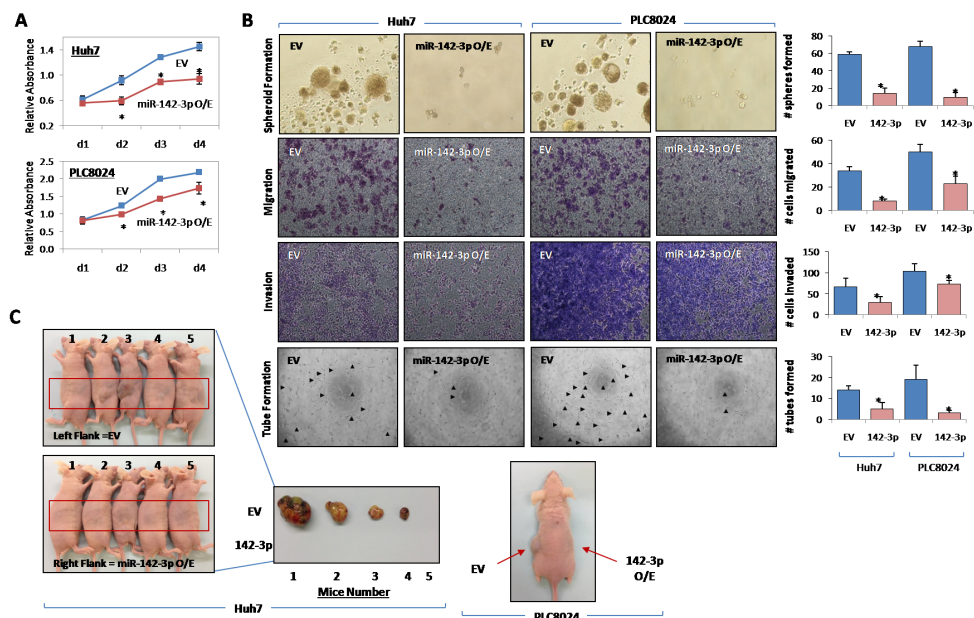 A
Huh7
Relative Absorbance
1.8
1.4
1.0
0.6
0.2
EV
miR-142-3p O/E
*
*
*
d1 d2 d3 d4
PLC8024
Relative Absorbance
2.5
2.0
1.5
1.0
0.5
0.0
EV
miR-142-3p O/E
*
*
*
d1 d2 d3 d4
B
Huh7
PLC8024
Spheroid Formation
EV
miR-142-3p O/E
EV
miR-142-3p O/E
# spheres formed
80
60
40
20
0
*
*
EV 142-3p EV 142-3p
Migration
EV
miR-142-3p O/E
EV
miR-142-3p O/E
# cells migrated
60
40
20
0
*
*
EV 142-3p EV 142-3p
Invasion
EV
miR-142-3p O/E
EV
miR-142-3p O/E
# cells invaded
150
100
50
0
*
*
EV 142-3p EV 142-3p
Tube Formation
EV
miR-142-3p O/E
EV
miR-142-3p O/E
# tubes formed
30
20
10
0
*
*
EV 142-3p EV 142-3p
Huh7
PLC8024
C
1 2 3 4 5
Left Flank =EV
1 2 3 4 5
Right Flank = miR-142-3p O/E
EV
142-3p
1 2 3 4 5
Mice Number
Huh7
EV
142-3p
O/E
PLC8024